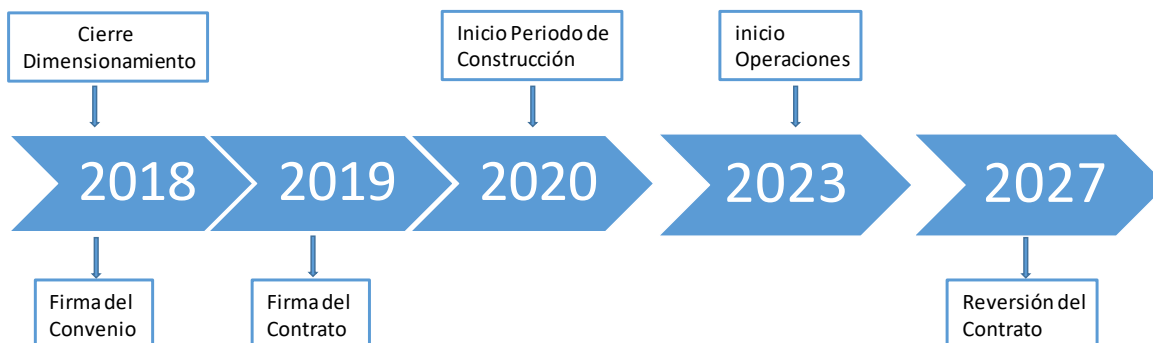 Cierre
Dimensionamiento
Inicio Periodo de
Construcción
inicio
Operaciones
2018
2019
2020
2023
2027
Firma del
Convenio
Firma del
Contrato
Reversión del
Contrato